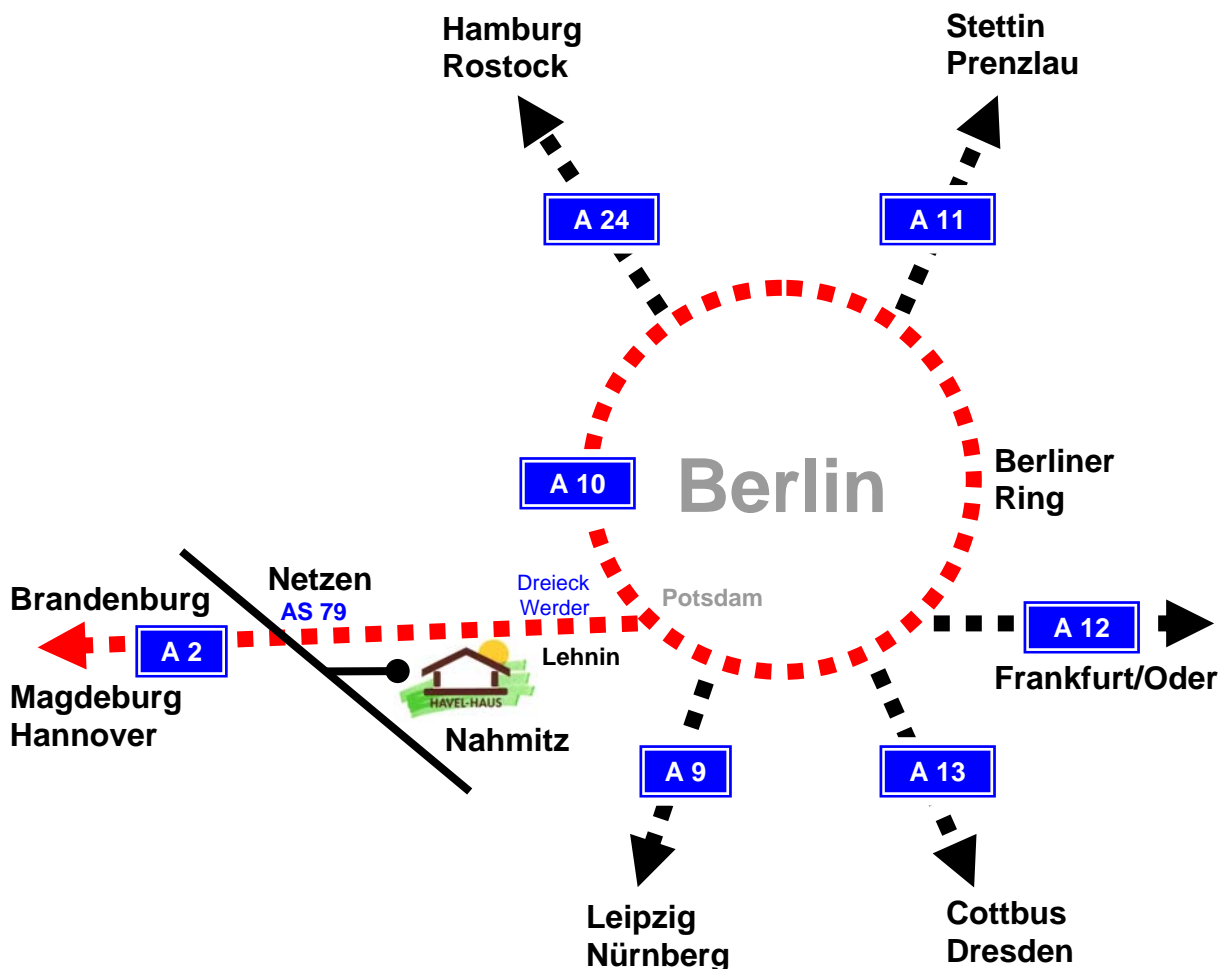 Hamburg
Rostock
Stettin
Prenzlau
A 24
A 11
A 10
Berlin
Berliner
Ring
Netzen
AS 79
Dreieck
Werder
Potsdam
Brandenburg
A 2
Magdeburg
Hannover
Lehnin
HAVEL-HAUS
Nahmitz
A 12
Frankfurt/Oder
A 9
A 13
Leipzig
Nürnberg
Cottbus
Dresden